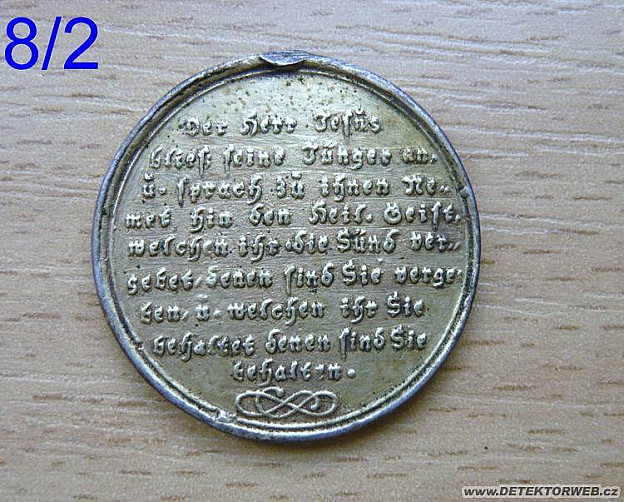 8/2
Der Herr Jesus
bließ seine Jünger an,
ŭ. sprach zŭ ihnen Ne-
met hin den Heil. Geist,
welchen ihr die Sünd ver-
gebet, denen sind Sie verge
ben, ŭ. welchen ihr Sie
behaltet denen sind Sie
behalten.
www.DETEKTORWEB.cz